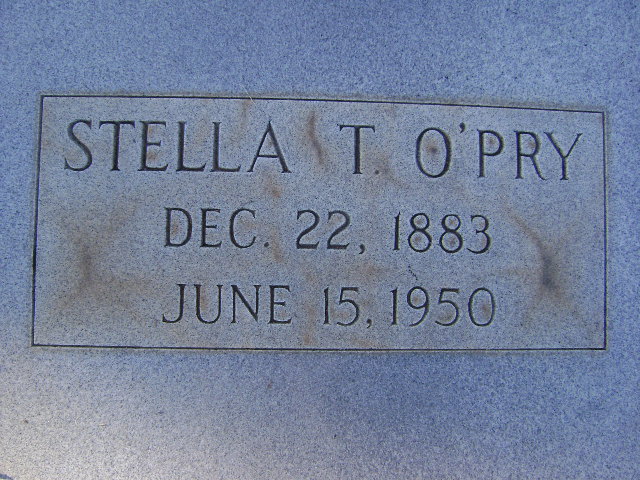 STELLA T. O'PRY
DEC. 22, 1883
JUNE 15, 1950